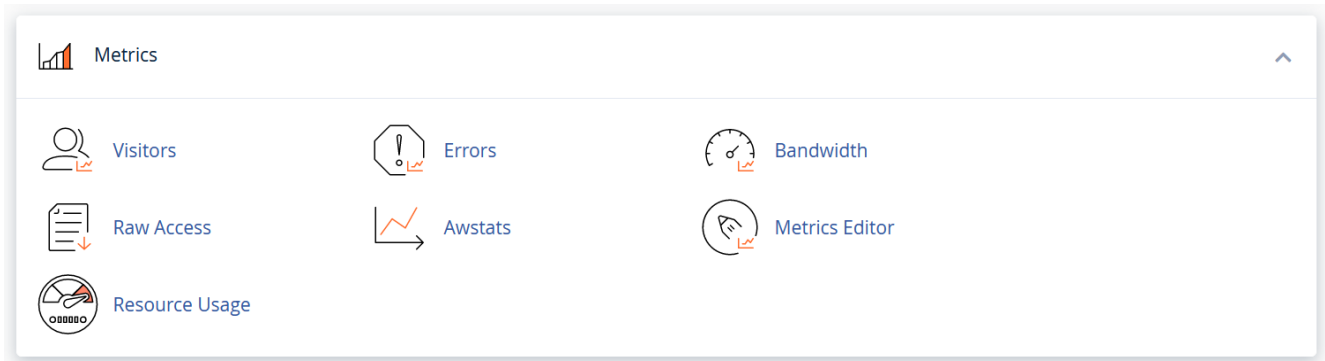 Metrics
Visitors
Errors
Bandwidth
Raw Access
Awstats
Metrics Editor
Resource Usage